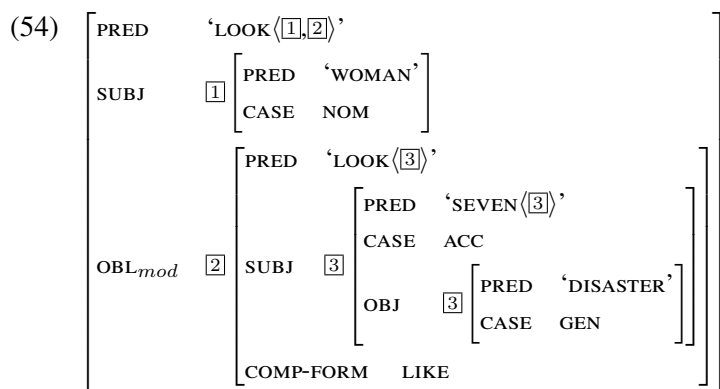 (54)
PRED ‘LOOK⟨1,2⟩’
SUBJ 1
PRED ‘WOMAN’
CASE NOM
OBLmod 2
PRED ‘LOOK⟨3⟩’
SUBJ 3
PRED ‘SEVEN⟨3⟩’
CASE ACC
OBJ 3
PRED ‘DISASTER’
CASE GEN
COMP-FORM LIKE